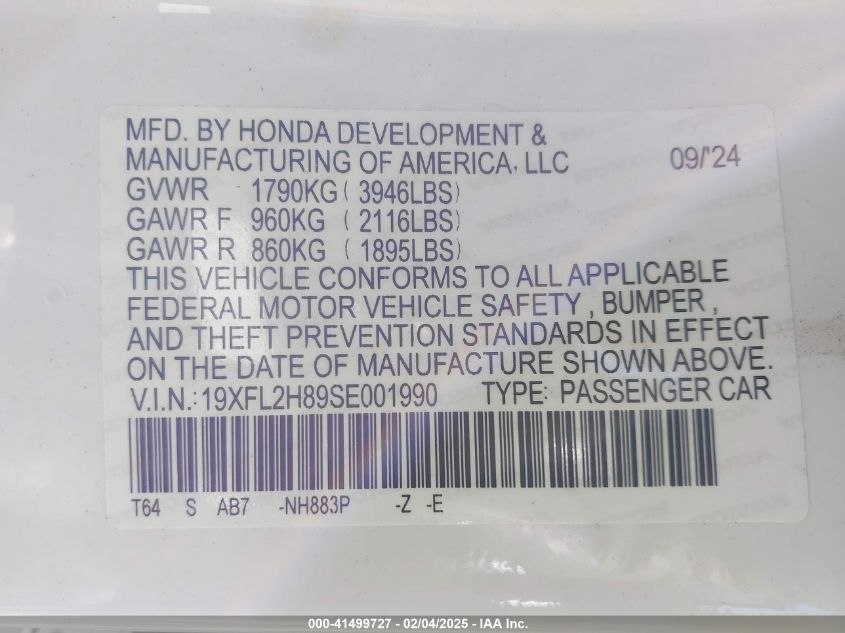 MFD. BY HONDA DEVELOPMENT &
MANUFACTURING OF AMERICA, LLC 09/'24
GVWR 1790KG ( 3946LBS)
GAWR F 960KG ( 2116LBS)
GAWR R 860KG ( 1895LBS)
THIS VEHICLE CONFORMS TO ALL APPLICABLE
FEDERAL MOTOR VEHICLE SAFETY , BUMPER ,
AND THEFT PREVENTION STANDARDS IN EFFECT
ON THE DATE OF MANUFACTURE SHOWN ABOVE.
V.I.N.: 19XFL2H89SE001990 TYPE: PASSENGER CAR
T64 S AB7 -NH883P -Z -E
000-41499727 - 02/04/2025 - IAA Inc.